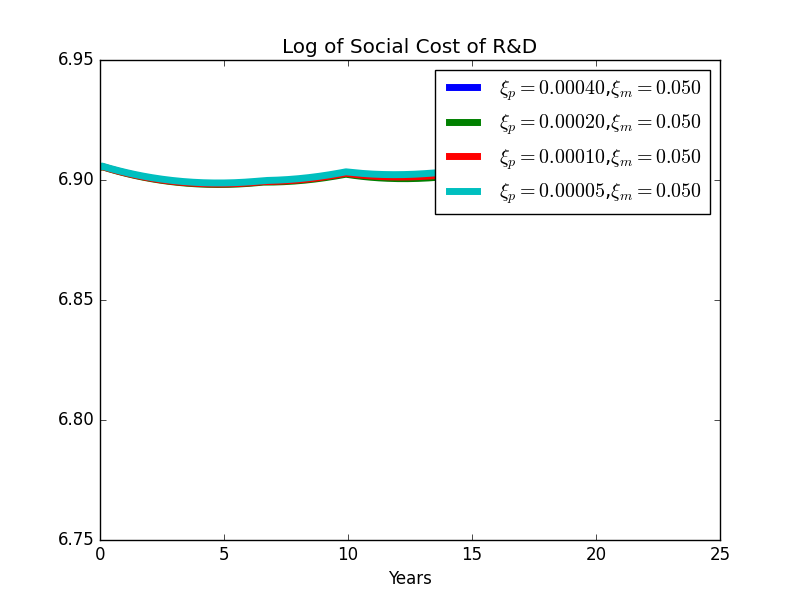 Log of Social Cost of R&D
6.95
6.90
6.85
6.80
6.75
ξₚ = 0.00040,ξₘ = 0.050
ξₚ = 0.00020,ξₘ = 0.050
ξₚ = 0.00010,ξₘ = 0.050
ξₚ = 0.00005,ξₘ = 0.050
0 5 10 15 20 25
Years